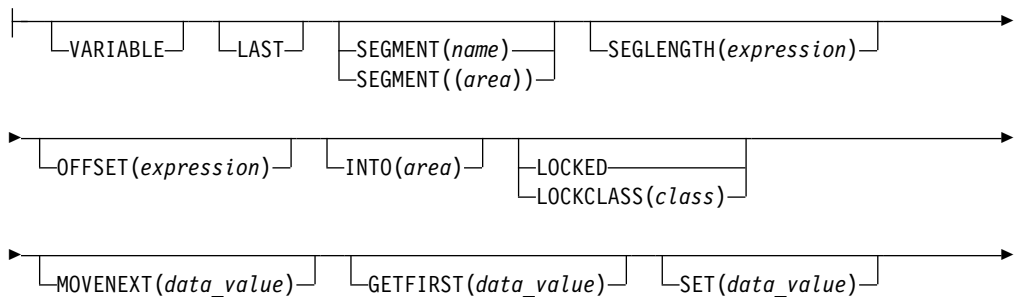 VARIABLE LAST SEGMENT(name) SEGLENGTH(expression)
SEGMENT((area))
OFFSET(expression) INTO(area) LOCKED
LOCKCLASS(class)
MOVENEXT(data_value) GETFIRST(data_value) SET(data_value)